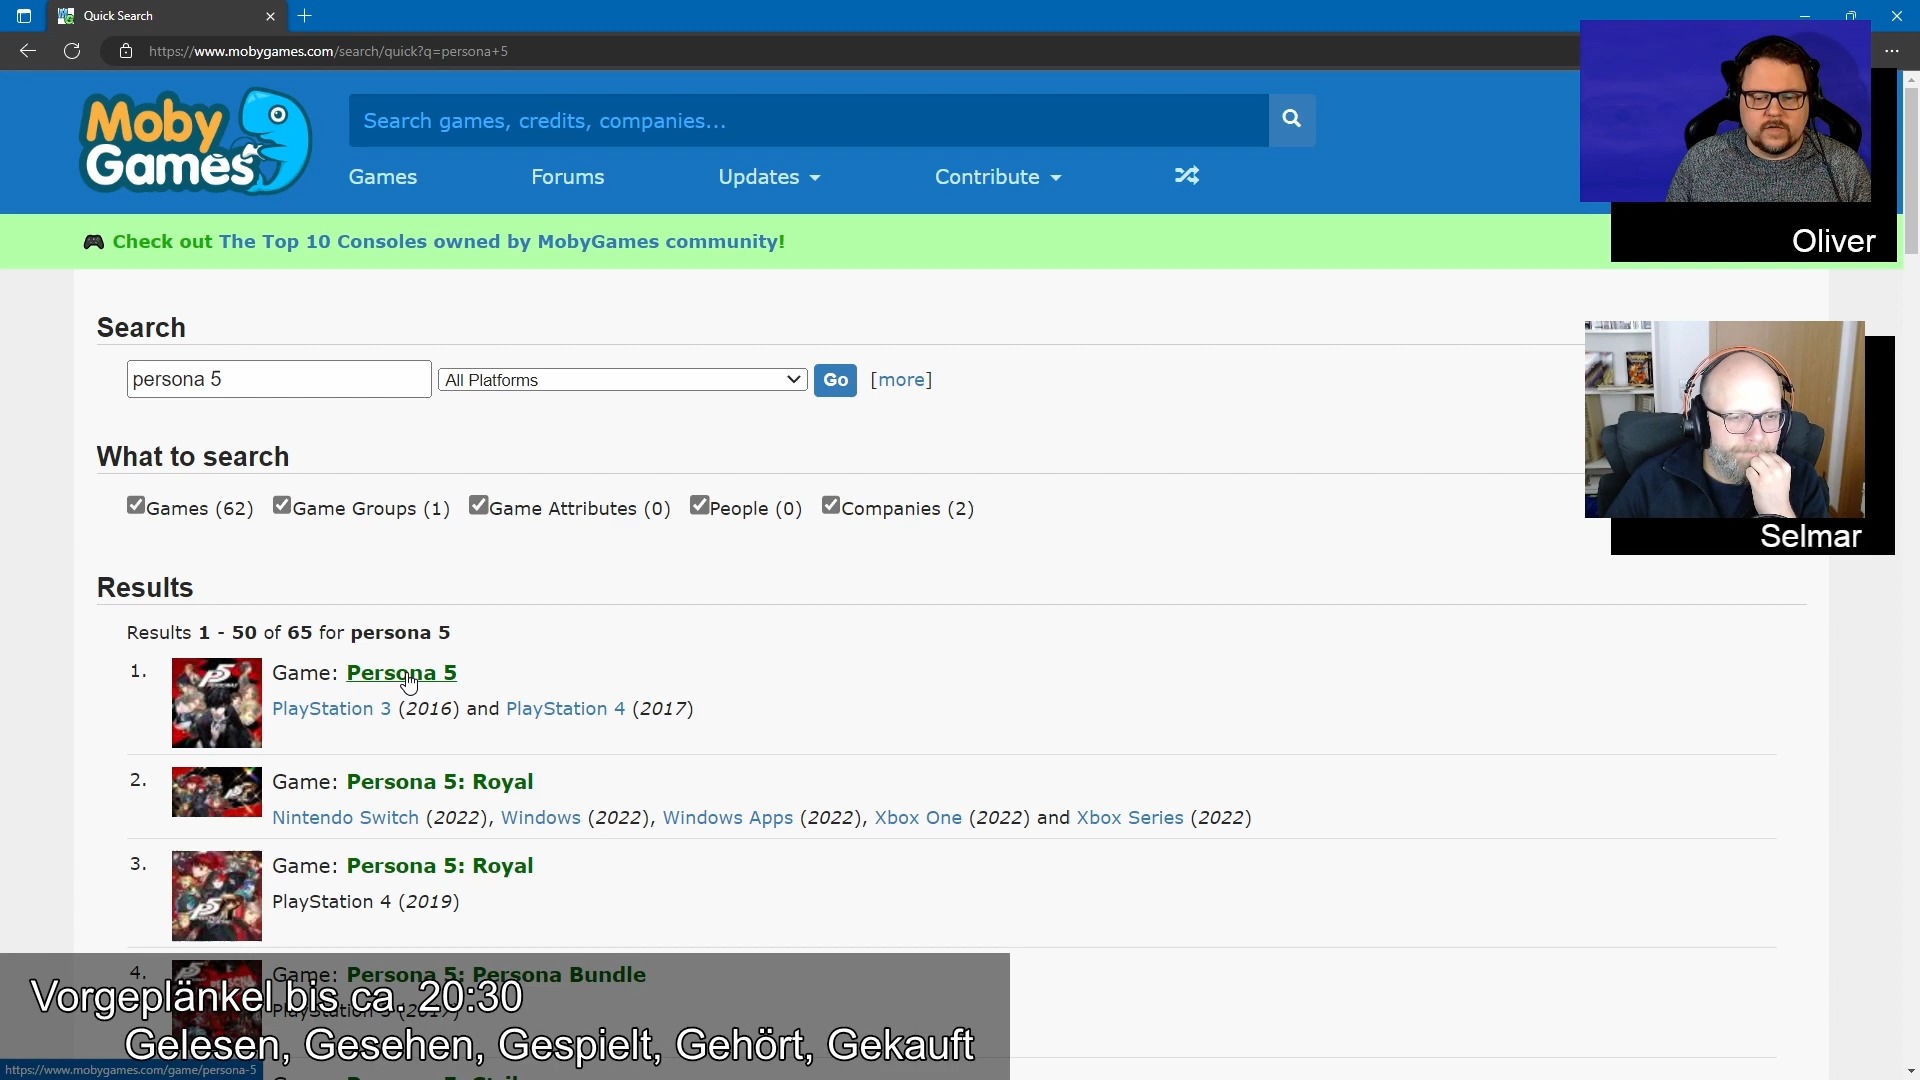 Quick Search
https://www.mobygames.com/search/quick?q=persona+5
Moby Games
Search games, credits, companies...
Games Forums Updates Contribute
Check out The Top 10 Consoles owned by MobyGames community!
Oliver
Selmar
Search
persona 5 All Platforms Go [more]
What to search
Games (62) Game Groups (1) Game Attributes (0) People (0) Companies (2)
Results
Results 1 - 50 of 65 for persona 5
1. Game: Persona 5
PlayStation 3 (2016) and PlayStation 4 (2017)
2. Game: Persona 5: Royal
Nintendo Switch (2022), Windows (2022), Windows Apps (2022), Xbox One (2022) and Xbox Series (2022)
3. Game: Persona 5: Royal
PlayStation 4 (2019)
4. Game: Persona 5: Persona Bundle
Vorgeplänkel bis ca. 20:30
Gelesen, Gesehen, Gespielt, Gehört, Gekauft
https://www.mobygames.com/game/persona-5